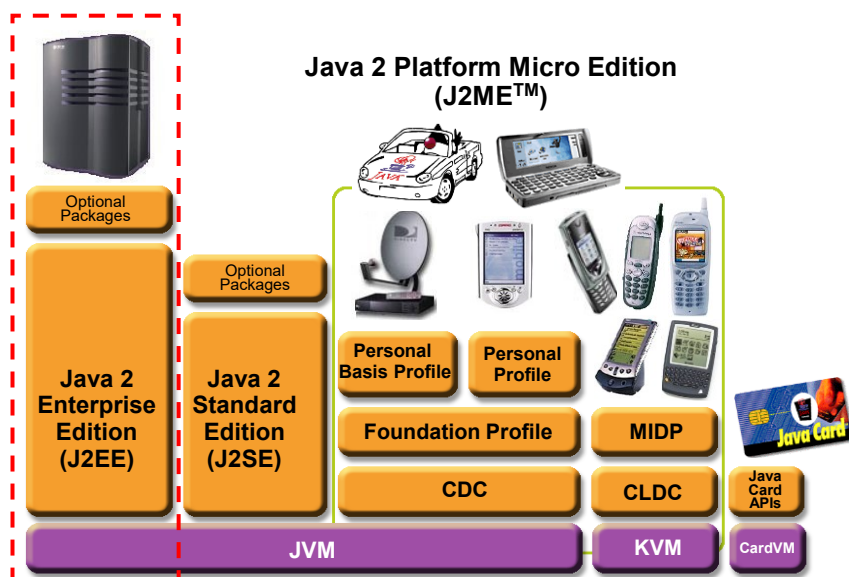 Java 2 Platform Micro Edition
(J2ME™)
JAVA
Optional
Packages
Optional
Packages
Java 2
Enterprise
Edition
(J2EE)
Java 2
Standard
Edition
(J2SE)
Personal
Basis Profile
Personal
Profile
Foundation Profile
MIDP
CDC
CLDC
Java Card
Java
Card
APIs
JVM
KVM
CardVM